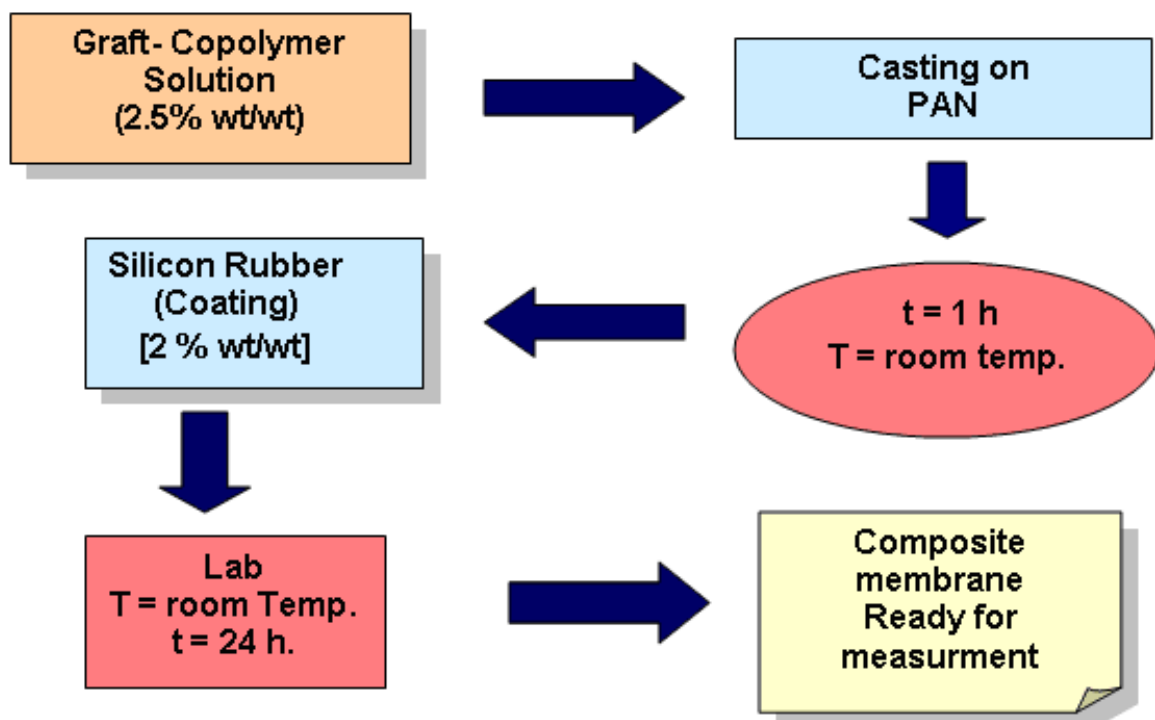 Graft- Copolymer
Solution
(2.5% wt/wt)
Casting on
PAN
t = 1 h
T = room temp.
Silicon Rubber
(Coating)
[2 % wt/wt]
Lab
T = room Temp.
t = 24 h.
Composite
membrane
Ready for
measurment